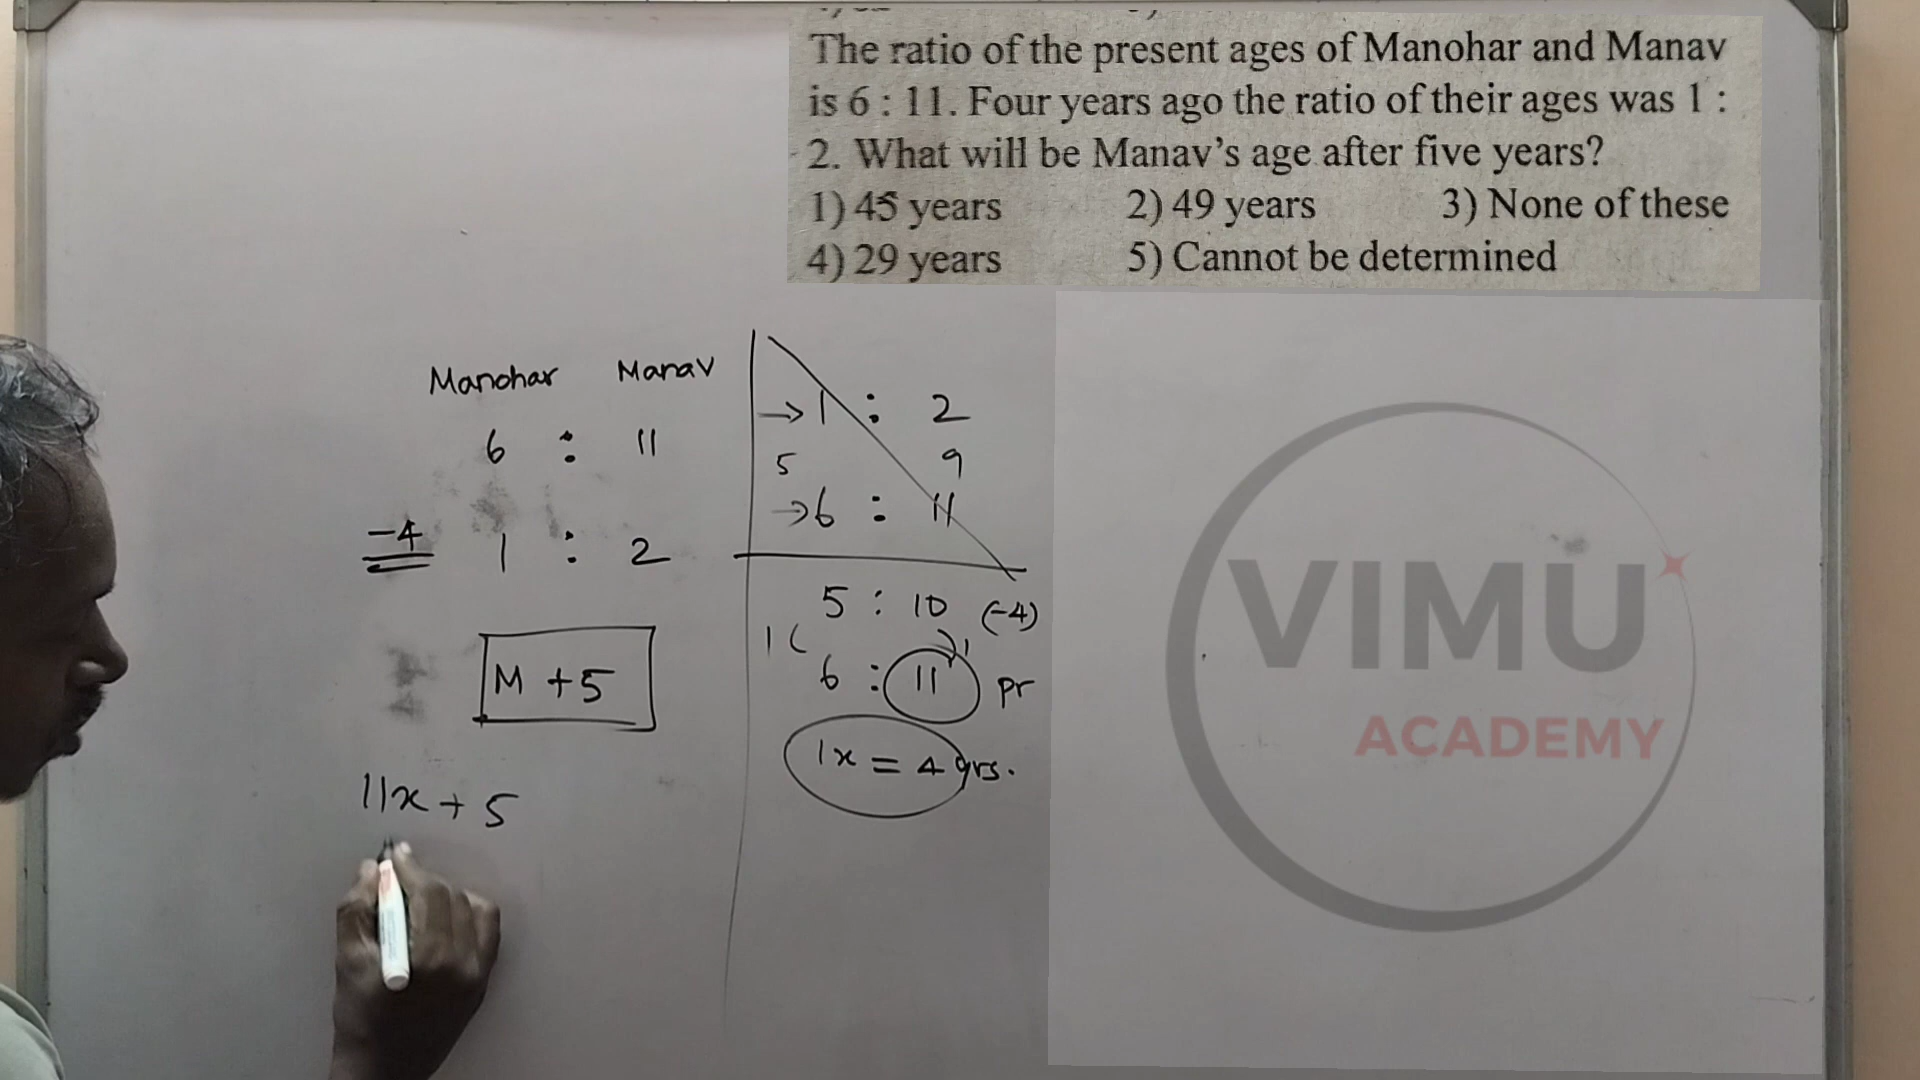 The ratio of the present ages of Manohar and Manav
is 6 : 11. Four years ago the ratio of their ages was 1 :
2. What will be Manav's age after five years?
1) 45 years 2) 49 years 3) None of these
4) 29 years 5) Cannot be determined
Manohar Manav
6 : 11
-4 1 : 2
M +5
11x + 5
→ 1 : 2
5 9
→ 6 : 11
5 : 10 (-4)
1 ( ) 1
6 : 11 pr
1x = 4 yrs.
VIMU
ACADEMY